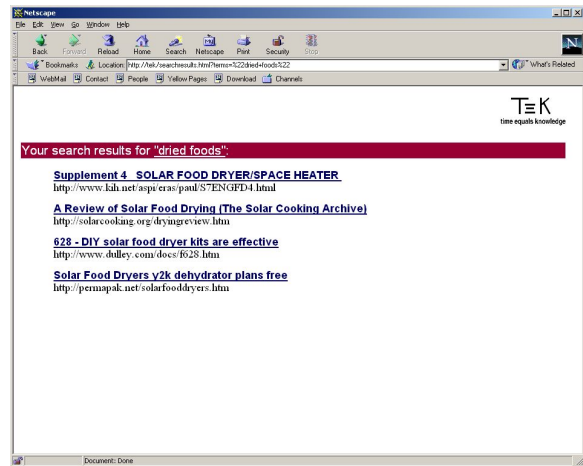 Netscape
File Edit View Go Window Help
Back Forward Reload Home Search Netscape Print Security Stop
Bookmarks Location: http://tek/searchresults.html?terms=%22dried+foods%22 What's Related
WebMail Contact People Yellow Pages Download Channels
TEK
time equals knowledge
Your search results for "dried foods":
Supplement 4 SOLAR FOOD DRYER/SPACE HEATER
http://www.kih.net/aspi/eras/paul/S7ENGFD4.html
A Review of Solar Food Drying (The Solar Cooking Archive)
http://solarcooking.org/dryingreview.htm
628 - DIY solar food dryer kits are effective
http://www.dulley.com/docs/f628.htm
Solar Food Dryers y2k dehydrator plans free
http://permapak.net/solarfooddryers.htm
Document: Done